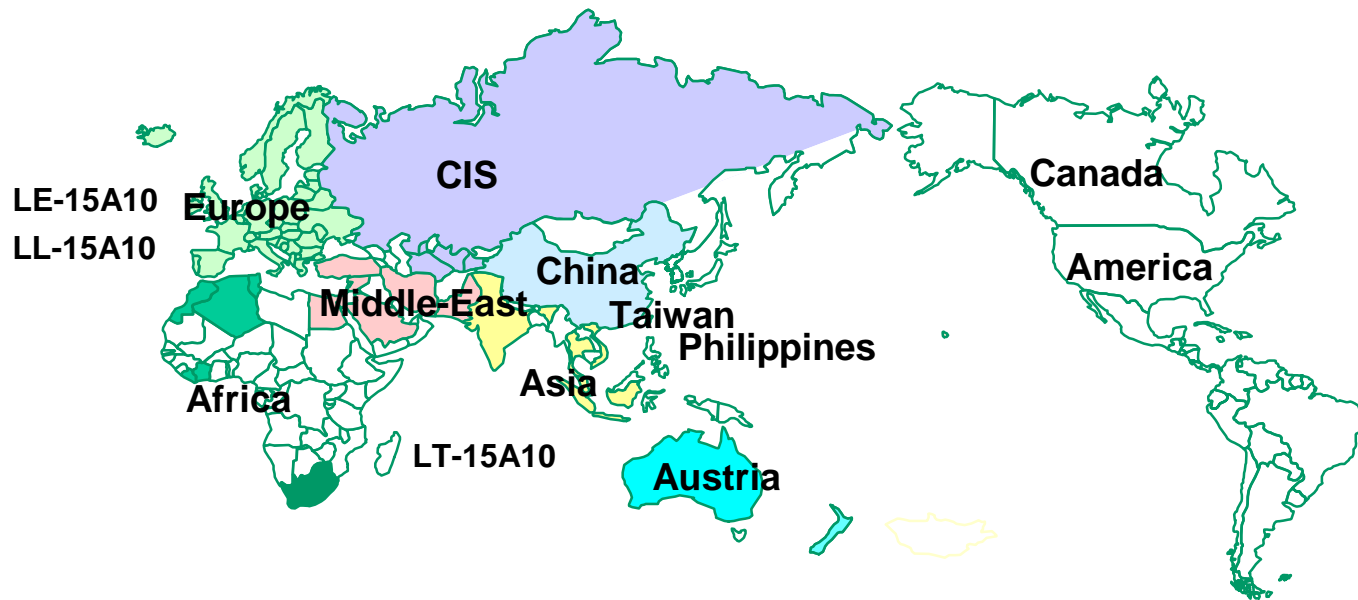 CIS
Canada
LE-15A10
Europe
LL-15A10
China
America
Middle-East
Taiwan
Philippines
Asia
Africa
LT-15A10
Austria